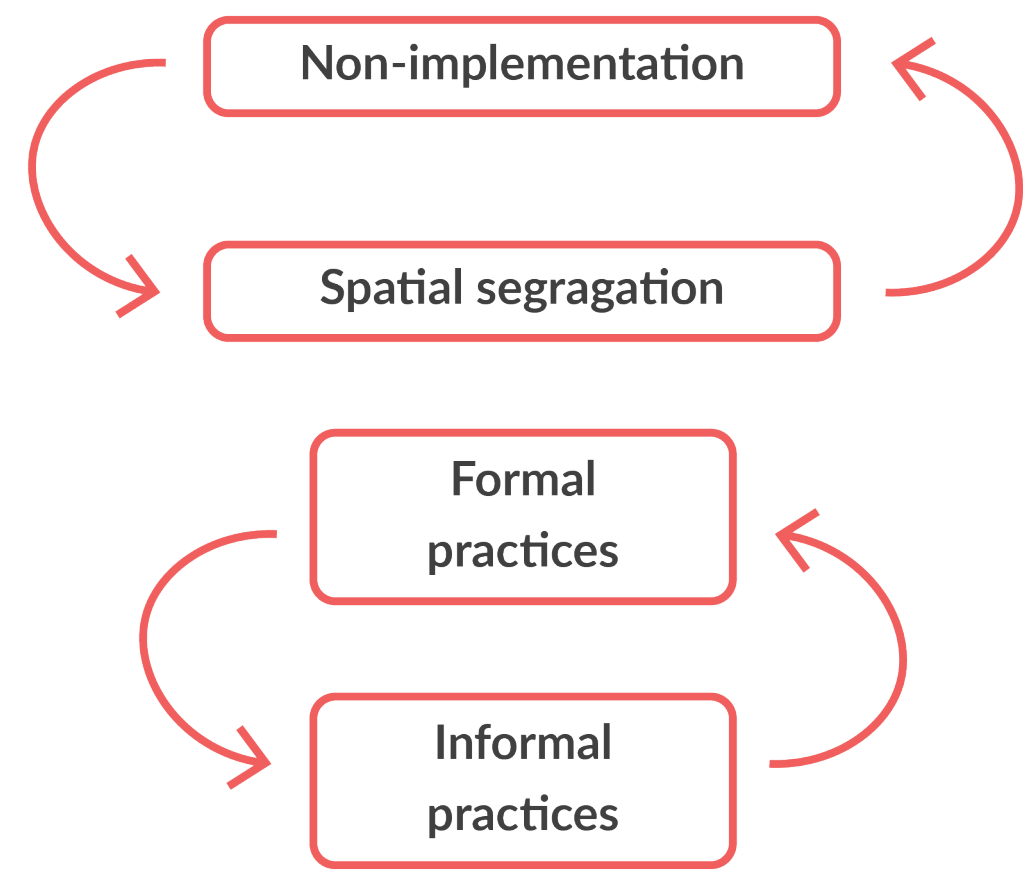 Non-implementation
Spatial segragation
Formal
practices
Informal
practices